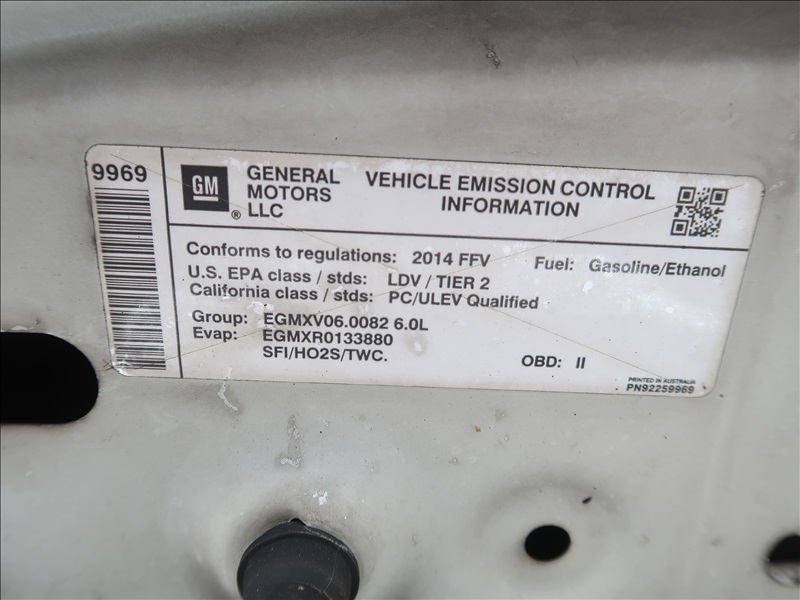 9969
GM
®
GENERAL
MOTORS
LLC
VEHICLE EMISSION CONTROL
INFORMATION
Conforms to regulations: 2014 FFV
Fuel: Gasoline/Ethanol
U.S. EPA class / stds: LDV / TIER 2
California class / stds: PC/ULEV Qualified
Group: EGMXV06.0082 6.0L
Evap: EGMXR0133880
SFI/HO2S/TWC.
OBD: II
PRINTED IN AUSTRALIA
PN92259969